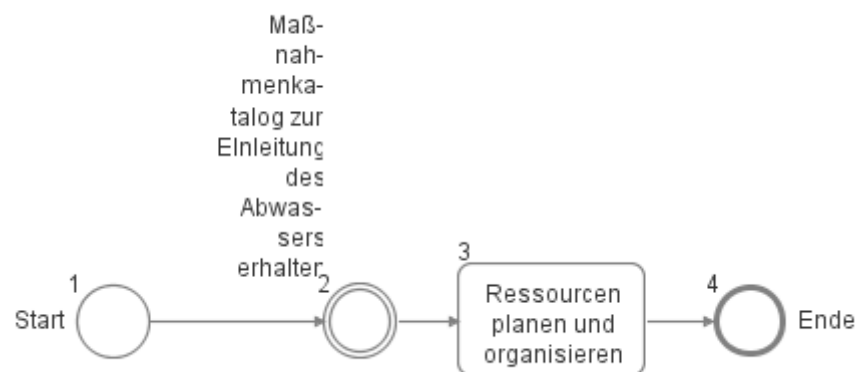 Maß-
nah-
menka-
talog zur
EInleitung
des
Abwas-
sers
erhalten
1
Start
2
3
Ressourcen
planen und
organisieren
4
Ende